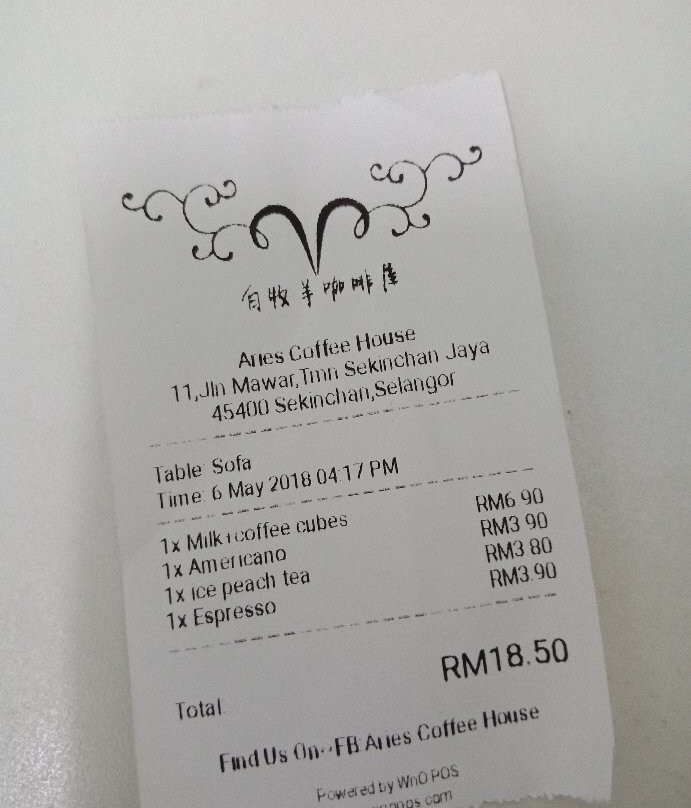 自牧羊咖啡屋
Aries Coffee House
11,Jln Mawar,Tmn Sekinchan Jaya
45400 Sekinchan,Selangor
Table: Sofa
Time: 6 May 2018 04:17 PM
1x Milk+coffee cubes RM6.90
1x Americano RM3.90
1x ice peach tea RM3.80
1x Espresso RM3.90
RM18.50
Total:
Find Us On--FB:Aries Coffee House
Powered by WnO POS